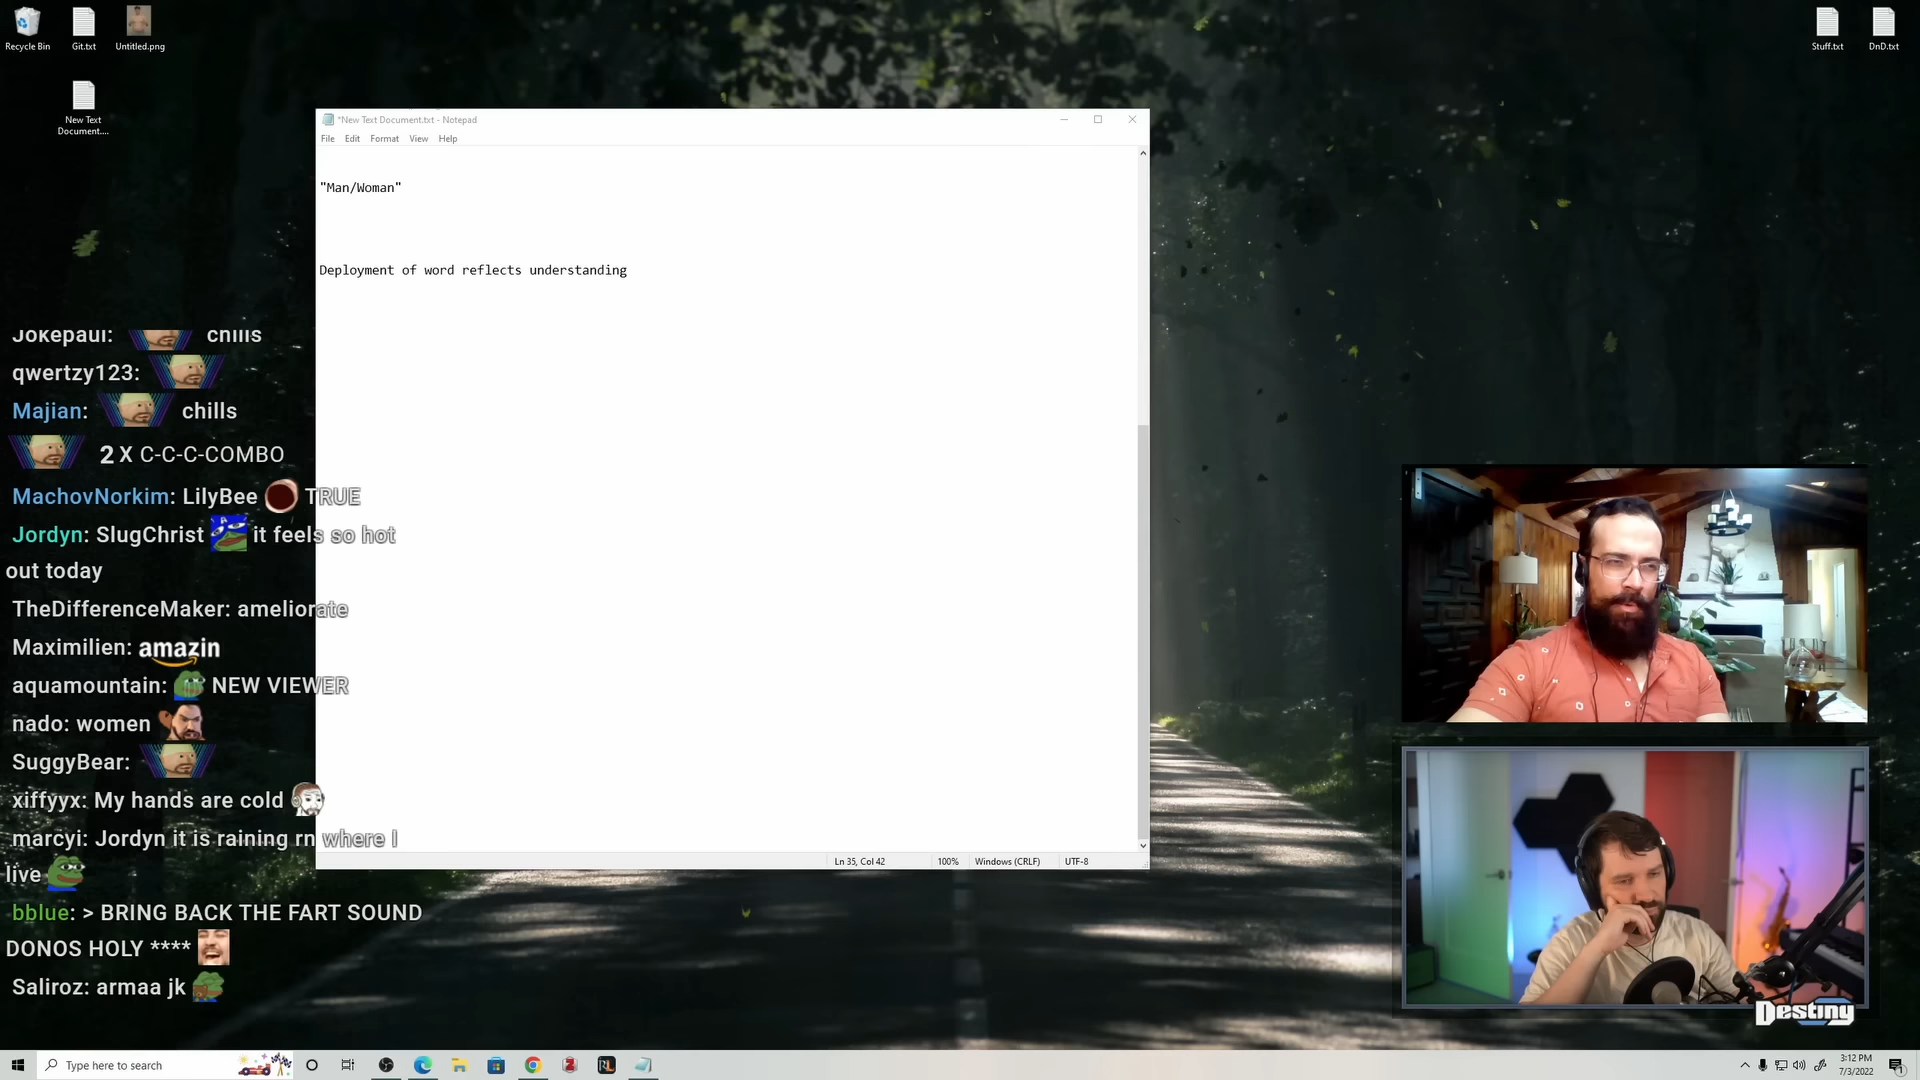 Recycle Bin
Git.txt
Untitled.png
New Text
Document....
Stuff.txt
DnD.txt
*New Text Document.txt - Notepad
File Edit Format View Help
"Man/Woman"
Deployment of word reflects understanding
Ln 35, Col 42
100%
Windows (CRLF)
UTF-8
Jokepaul: chills
qwertzy123:
Majian: chills
2 X C-C-C-COMBO
MachovNorkim: LilyBee TRUE
Jordyn: SlugChrist it feels so hot
out today
TheDifferenceMaker: ameliorate
Maximilien: amazin
aquamountain: NEW VIEWER
nado: women
SuggyBear:
xiffyyx: My hands are cold
marcyi: Jordyn it is raining rn where I
live
bblue: > BRING BACK THE FART SOUND
DONOS HOLY ****
Saliroz: armaa jk
Destiny
Type here to search
3:12 PM
7/3/2022